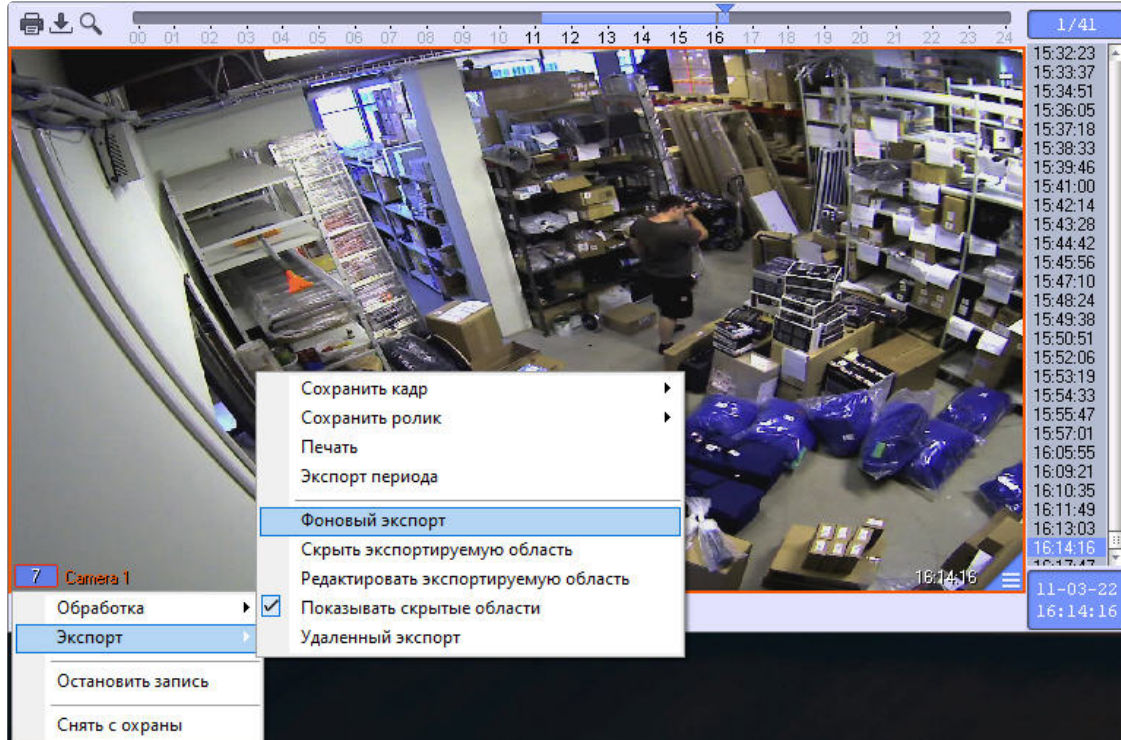 00 01 02 03 04 05 06 07 08 09 10 11 12 13 14 15 16 17 18 19 20 21 22 23 24
1/41
15:32:23
15:33:37
15:34:51
15:36:05
15:37:18
15:38:33
15:39:46
15:41:00
15:42:14
15:43:28
15:44:42
15:45:56
15:47:10
15:48:24
15:49:38
15:50:51
15:52:06
15:53:19
15:54:33
15:55:47
15:57:01
16:05:55
16:09:21
16:10:35
16:11:49
16:13:03
16:14:16
16:17:47
11-03-22
16:14:16
7 Camera 1
16:14:16
Обработка
Экспорт
Остановить запись
Снять с охраны
Сохранить кадр
Сохранить ролик
Печать
Экспорт периода
Фоновый экспорт
Скрыть экспортируемую область
Редактировать экспортируемую область
Показывать скрытые области
Удаленный экспорт